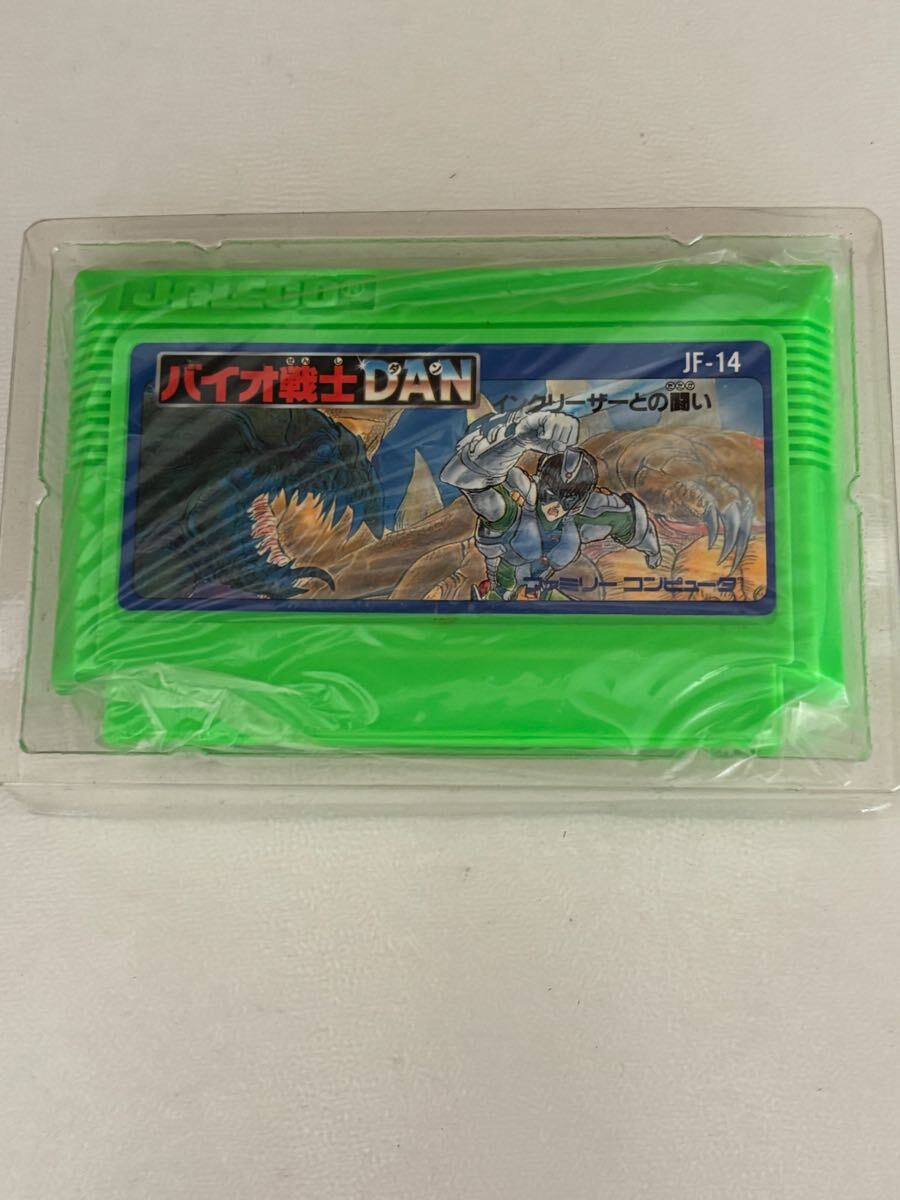 JALECO
JF-14
せんし ダン
バイオ戦士DAN
たたか
インクリーザーとの闘い
ファミリーコンピュータ